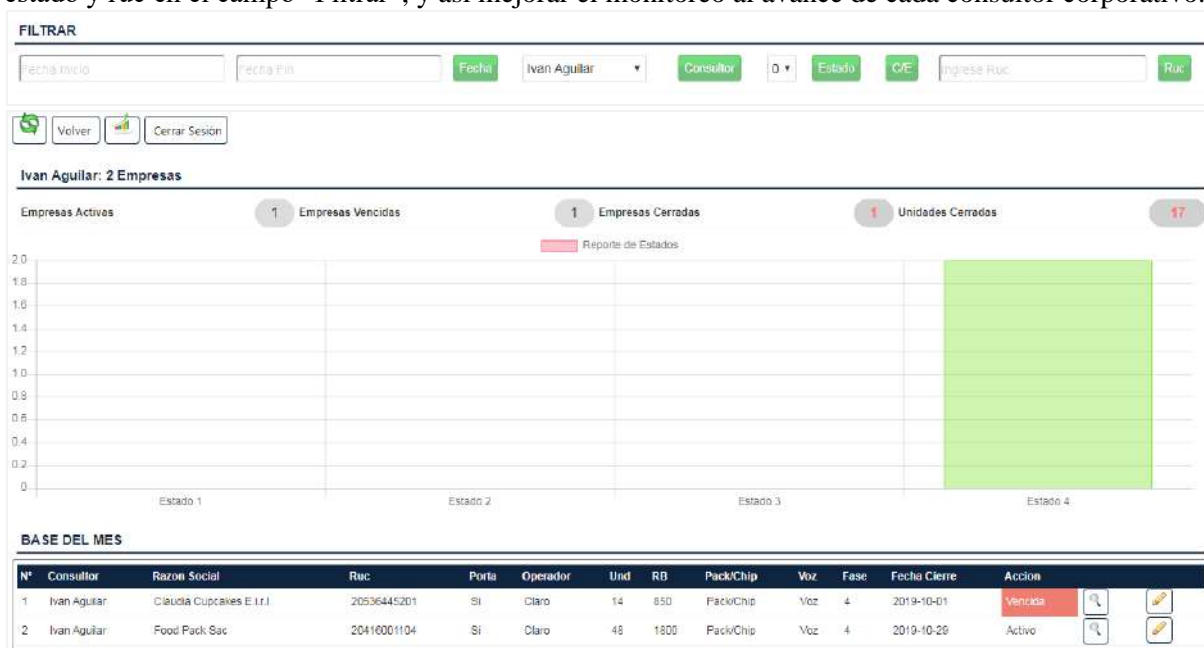 estado y ruc en el campo "Filtrar", y así mejorar el monitoreo al avance de cada consultor corporativo.
FILTRAR
Fecha Inicio Fecha Fin Fecha Ivan Aguilar Consultor 0 Estado C/E Ingrese Ruc Ruc
Volver Cerrar Sesión
Ivan Aguilar: 2 Empresas
Empresas Activas 1 Empresas Vencidas 1 Empresas Cerradas 1 Unidades Cerradas 17
Reporte de Estados
2.0
1.8
1.6
1.4
1.2
1.0
0.8
0.6
0.4
0.2
0
Estado 1 Estado 2 Estado 3 Estado 4
BASE DEL MES
N° Consultor Razon Social Ruc Porta Operador Und RB Pack/Chip Voz Fase Fecha Cierre Accion
1 Ivan Aguilar Claudia Cupcakes E.i.r.l 20536445201 Si Claro 14 850 Pack/Chip Voz 4 2019-10-01 Vencida
2 Ivan Aguilar Food Pack Sac 20416001104 Si Claro 48 1800 Pack/Chip Voz 4 2019-10-29 Activo